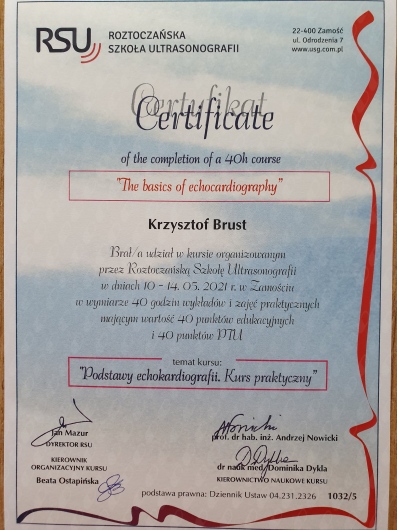 RSU
ROZTOCZAŃSKA
SZKOŁA ULTRASONOGRAFII
22-400 Zamość
ul. Odrodzenia 7
www.usg.com.pl
Certyfikat
Certificate
of the completion of a 40h course
"The basics of echocardiography"
Krzysztof Brust
Brał/a udział w kursie organizowanym
przez Roztoczańską Szkołę Ultrasonografii
w dniach 10 - 14.05. 2021 r. w Zamościu
w wymiarze 40 godzin wykładów i zajęć praktycznych
mającym wartość 40 punktów edukacyjnych
i 40 punktów PTU
temat kursu:
"Podstawy echokardiografii. Kurs praktyczny"
Jan Mazur
DYREKTOR RSU
KIEROWNIK
ORGANIZACYJNY KURSU
Beata Ostapińska
prof. dr hab. inż. Andrzej Nowicki
dr nauk med. Dominika Dykla
KIEROWNICTWO NAUKOWE KURSU
podstawa prawna: Dziennik Ustaw 04.231.2326
1032/5